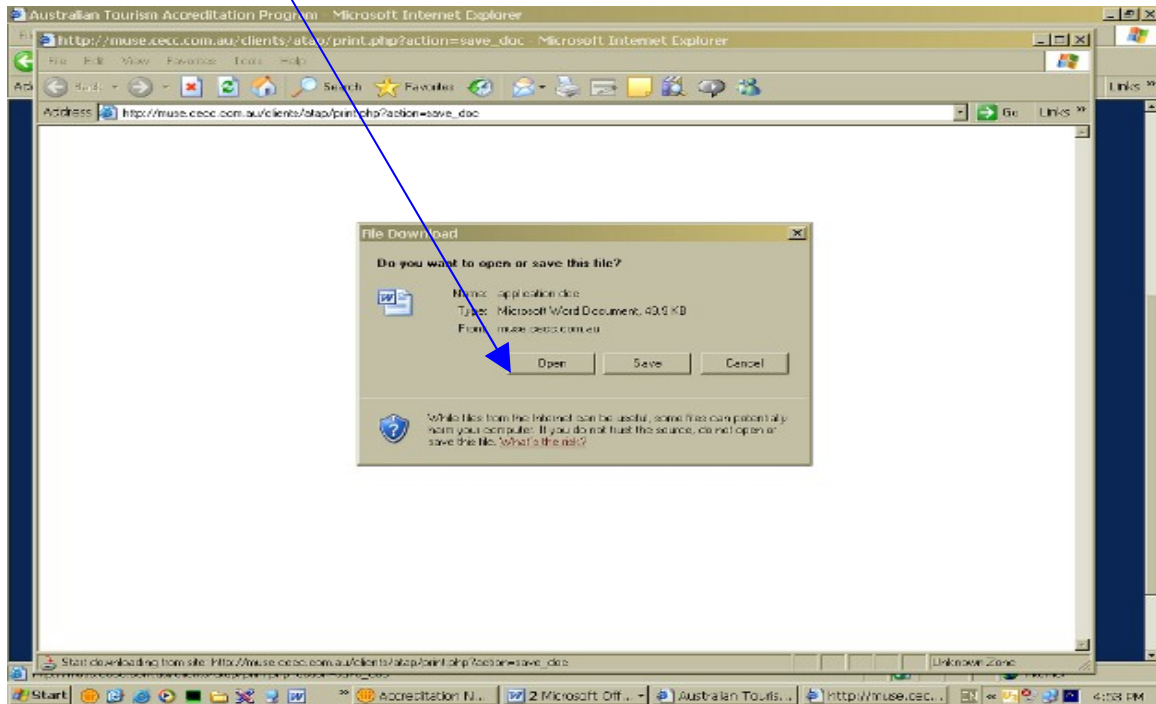 Australian Tourism Accreditation Program - Microsoft Internet Explorer
http://muse.cecc.com.au/clients/atap/print.php?action=save_doc - Microsoft Internet Explorer
File Edit View Favorites Tools Help
Back Search Favorites
Links
Address http://muse.cecc.com.au/clients/atap/print.php?action=save_doc Go Links
File Download
Do you want to open or save this file?
Name: application.doc
Type: Microsoft Word Document, 49.9 KB
From: muse.cecc.com.au
Open Save Cancel
While files from the Internet can be useful, some files can potentially
harm your computer. If you do not trust the source, do not open or
save this file. What's the risk?
Start downloading from site: http://muse.cecc.com.au/clients/atap/print.php?action=save_doc Unknown Zone
Start Accreditation N... 2 Microsoft Off... Australian Touris... http://muse.cec... EN 4:53 PM